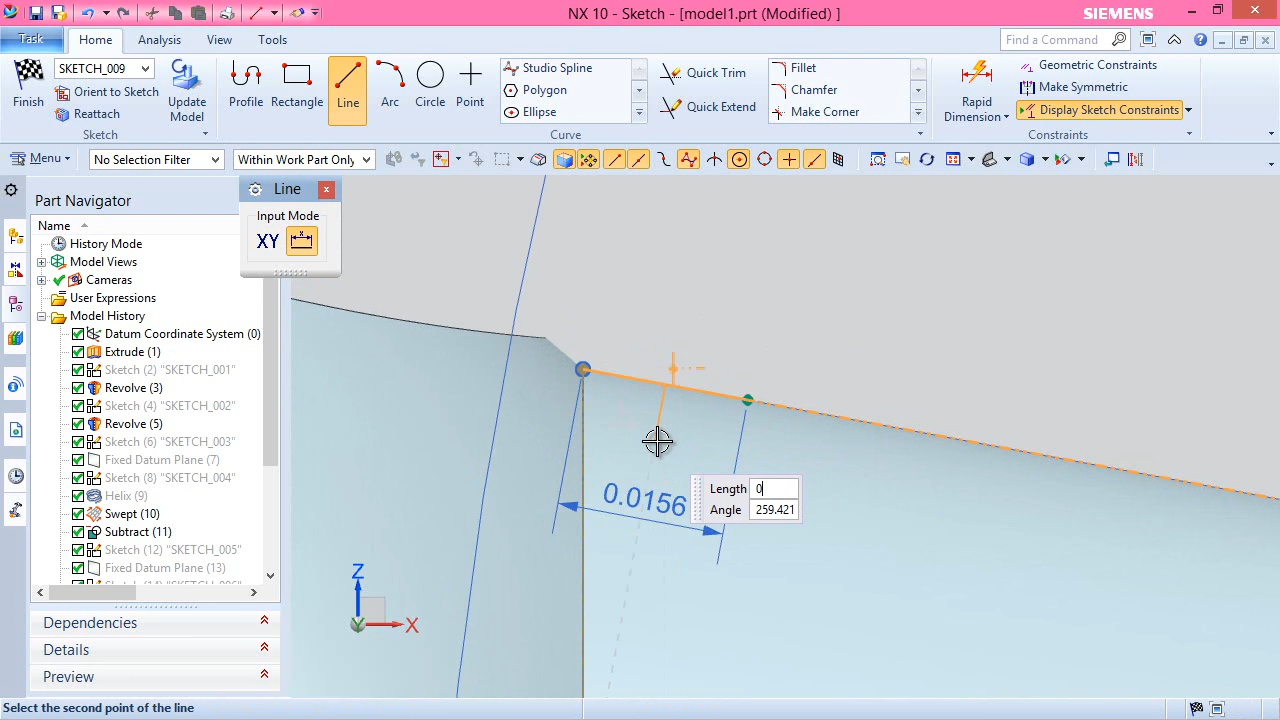 NX 10 - Sketch - [model1.prt (Modified) ]
SIEMENS
Task
Home
Analysis
View
Tools
Find a Command
Finish
SKETCH_009
Orient to Sketch
Reattach
Update Model
Profile
Rectangle
Line
Arc
Circle
Point
Studio Spline
Polygon
Ellipse
Quick Trim
Quick Extend
Fillet
Chamfer
Make Corner
Rapid Dimension
Geometric Constraints
Make Symmetric
Display Sketch Constraints
Sketch
Curve
Constraints
Menu
No Selection Filter
Within Work Part Only
Part Navigator
Name
History Mode
Model Views
Cameras
User Expressions
Model History
Datum Coordinate System (0)
Extrude (1)
Sketch (2) "SKETCH_001"
Revolve (3)
Sketch (4) "SKETCH_002"
Revolve (5)
Sketch (6) "SKETCH_003"
Fixed Datum Plane (7)
Sketch (8) "SKETCH_004"
Helix (9)
Swept (10)
Subtract (11)
Sketch (12) "SKETCH_005"
Fixed Datum Plane (13)
Sketch (14) "SKETCH_006"
Dependencies
Details
Preview
Line
Input Mode
XY
0.0156
Length 0
Angle 259.421
Z
Y
X
Select the second point of the line